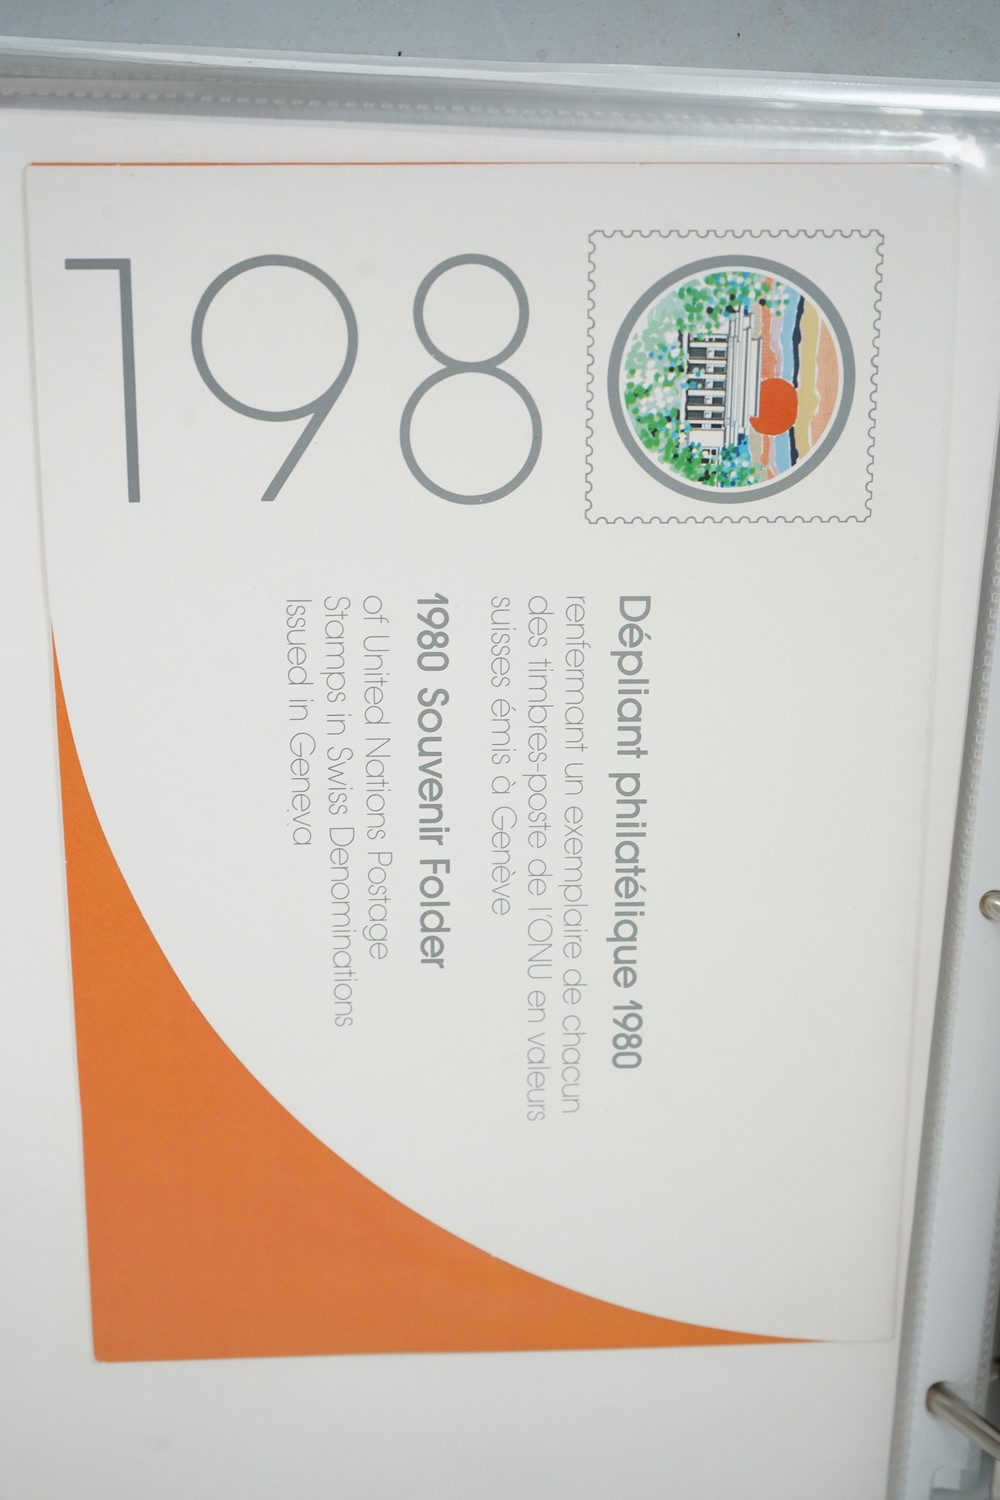 198
Dépliant philatélique 1980
renfermant un exemplaire de chacun
des timbres-poste de l'ONU en valeurs
suisses émis à Genève
1980 Souvenir Folder
of United Nations Postage
Stamps in Swiss Denominations
Issued in Geneva